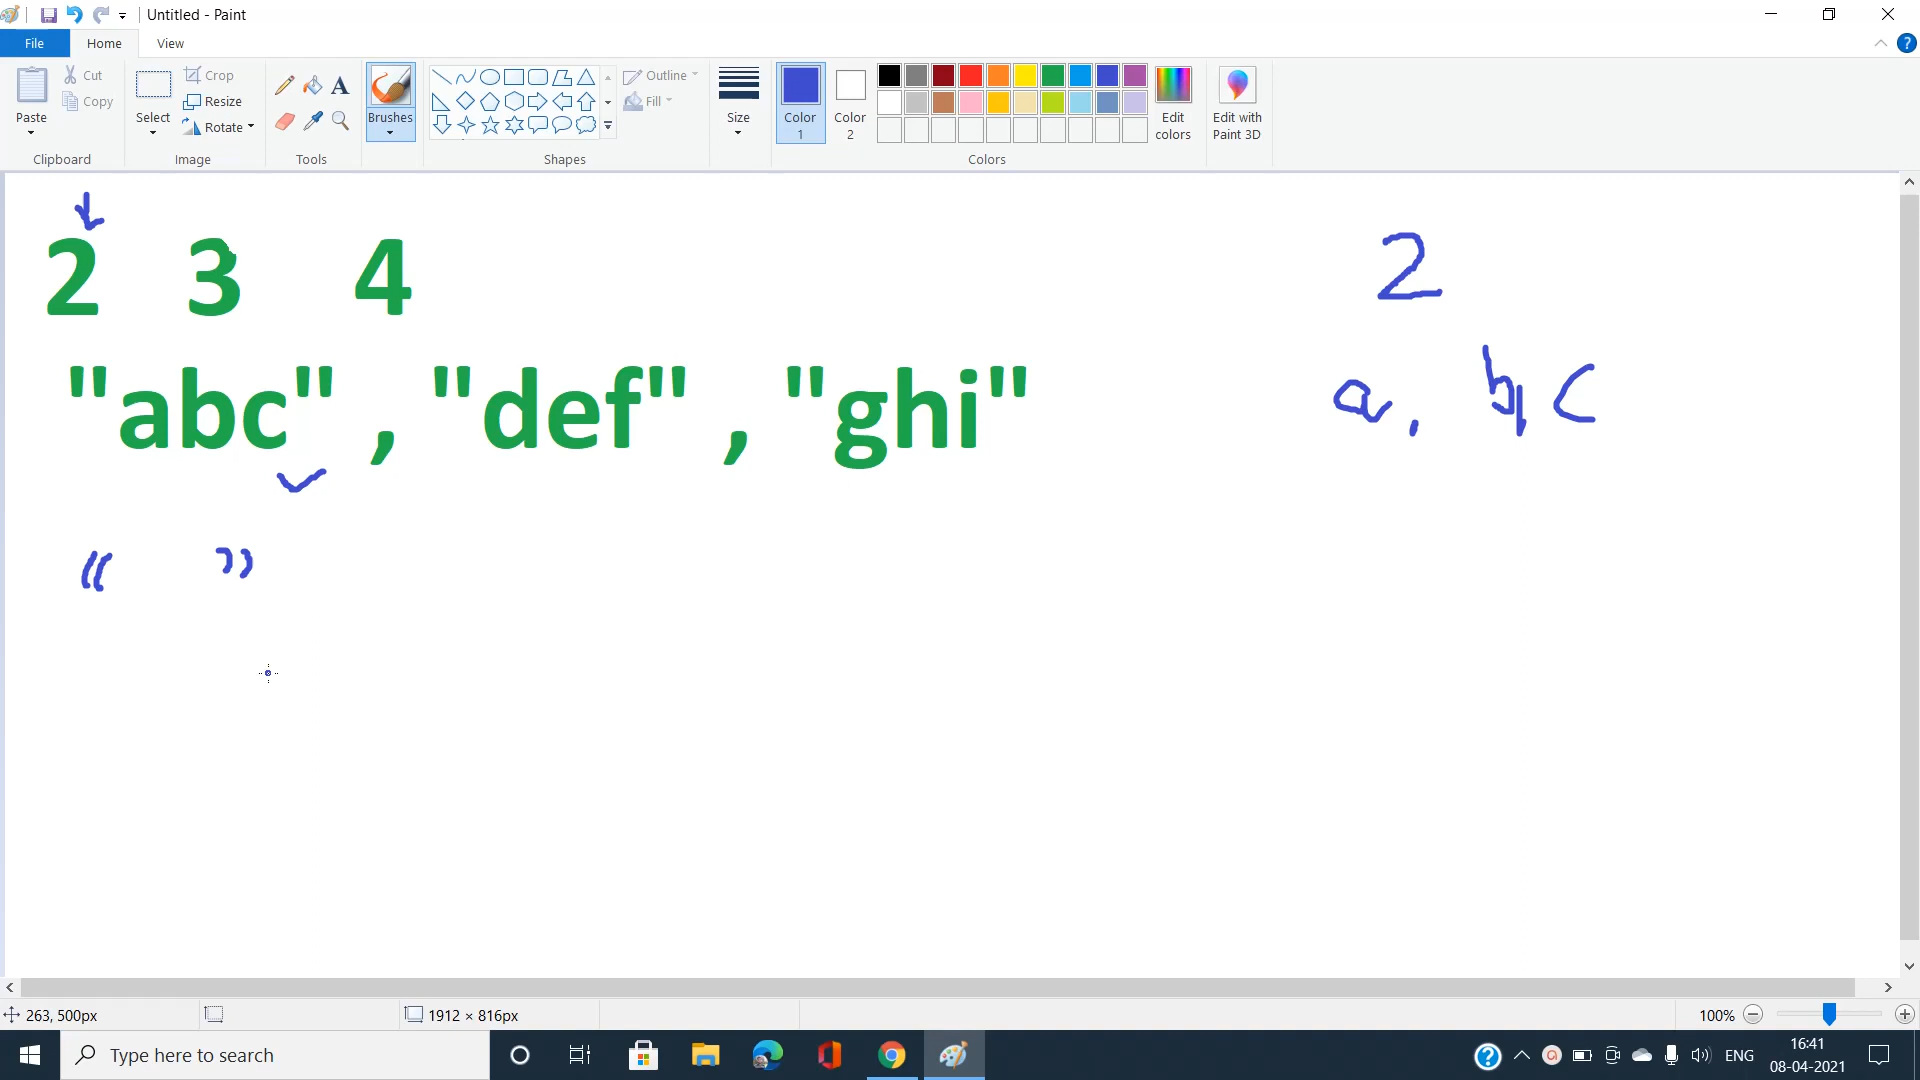 Untitled - Paint
File Home View
Paste
Cut
Copy
Clipboard
Select
Crop
Resize
Rotate
Image
A
Tools
Brushes
Outline
Fill
Shapes
Size
Color 1
Color 2
Edit colors
Colors
Edit with Paint 3D
2 3 4
"abc" , "def" , "ghi"
“ ”
2
a, b, c
263, 500px
1912 × 816px
100%
Type here to search
ENG
16:41
08-04-2021